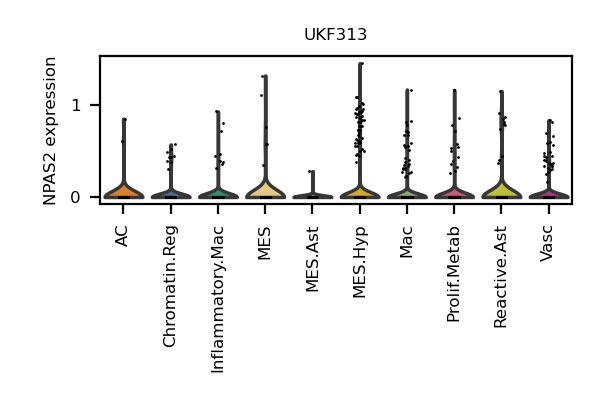 UKF313
NPAS2 expression
1
0
AC
Chromatin.Reg
Inflammatory.Mac
MES
MES.Ast
MES.Hyp
Mac
Prolif.Metab
Reactive.Ast
Vasc